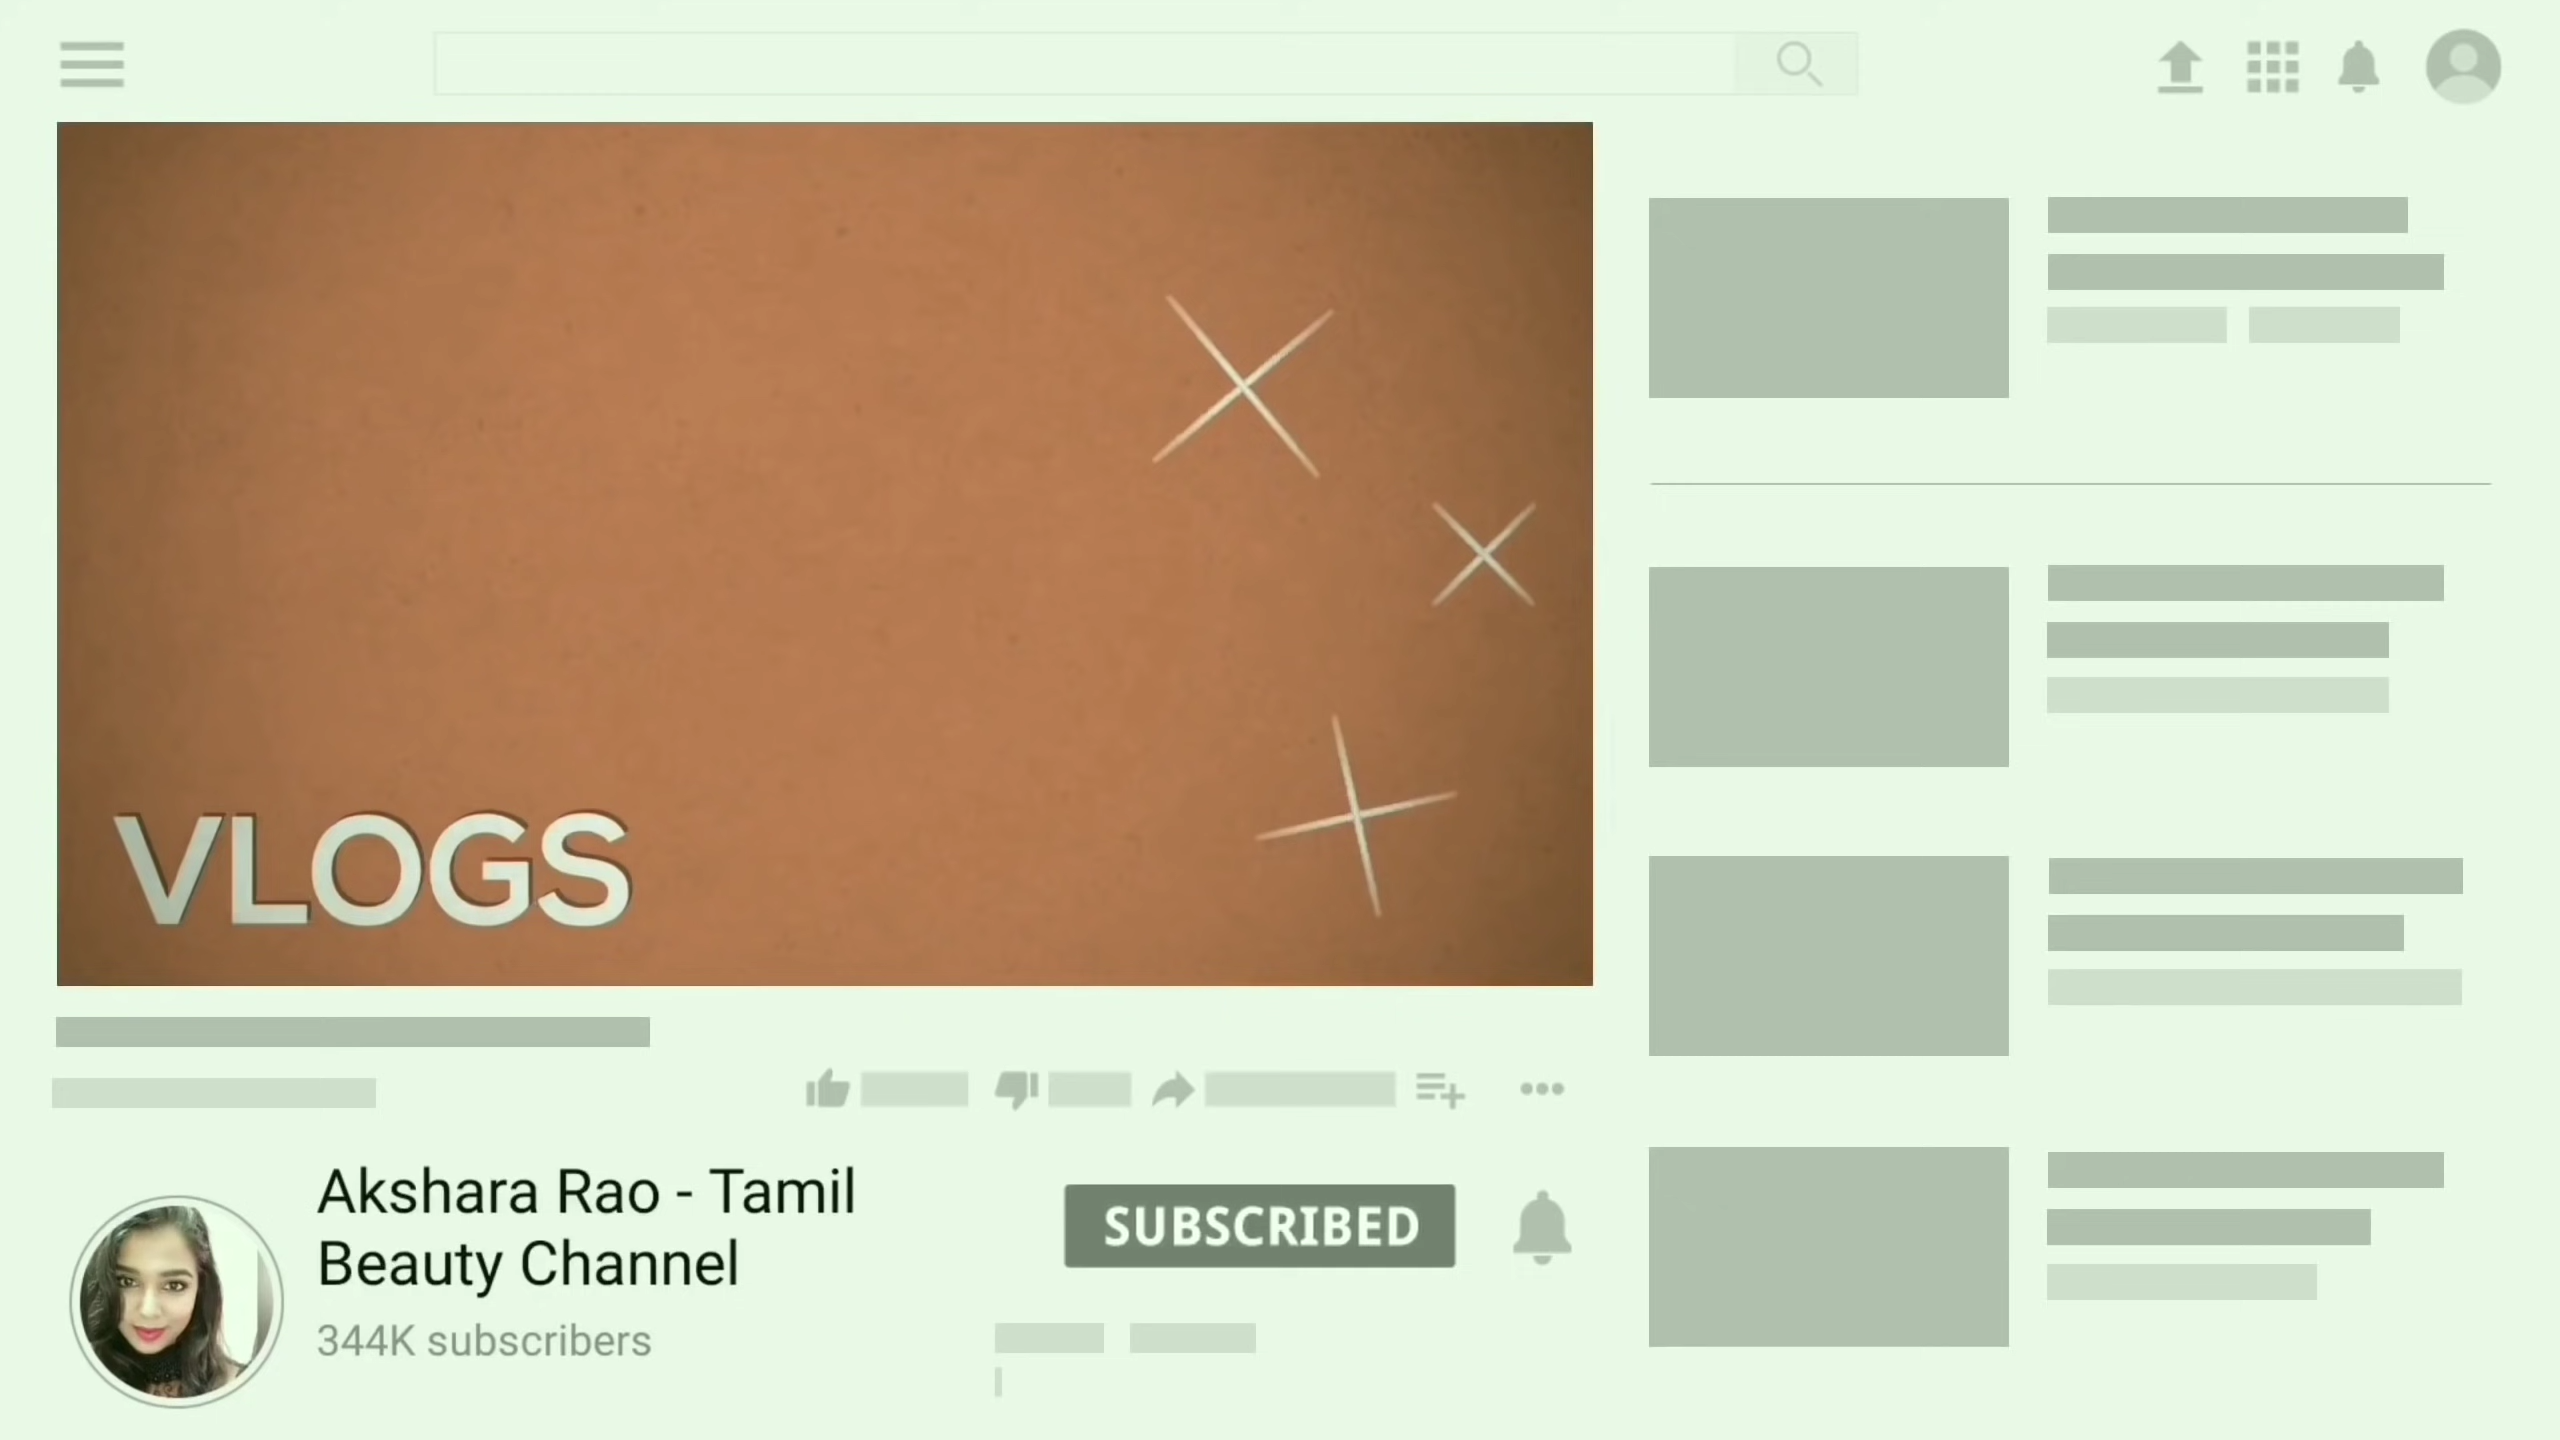 VLOGS
Akshara Rao - Tamil
Beauty Channel
SUBSCRIBED
344K subscribers